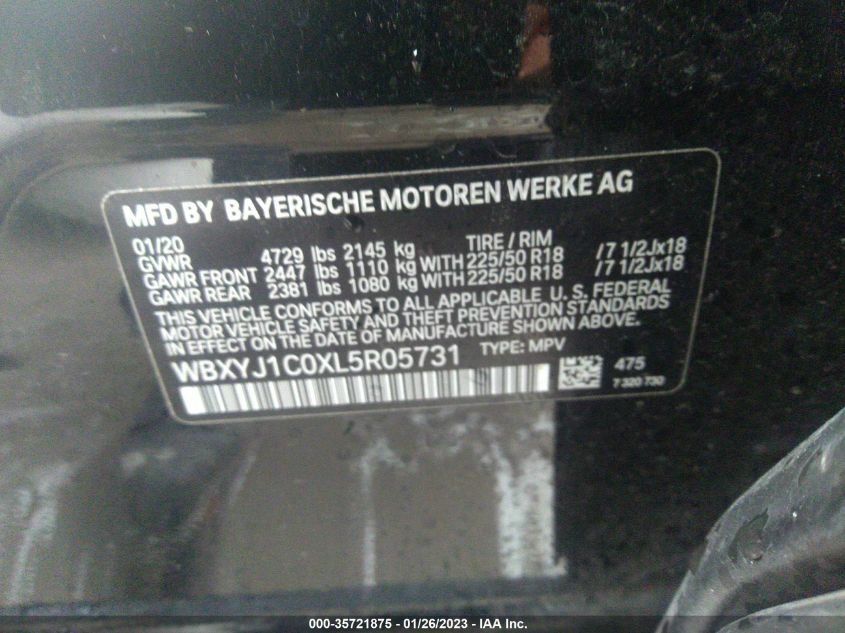 MFD BY BAYERISCHE MOTOREN WERKE AG
01/20 TIRE / RIM
GVWR 4729 lbs 2145 kg
GAWR FRONT 2447 lbs 1110 kg WITH 225/50 R18 /7 1/2Jx18
GAWR REAR 2381 lbs 1080 kg WITH 225/50 R18 /7 1/2Jx18
THIS VEHICLE CONFORMS TO ALL APPLICABLE U.S. FEDERAL
MOTOR VEHICLE SAFETY AND THEFT PREVENTION STANDARDS
IN EFFECT ON THE DATE OF MANUFACTURE SHOWN ABOVE.
WBXYJ1C0XL5R05731 TYPE: MPV
475
7 320 730
000-35721875 - 01/26/2023 - IAA Inc.